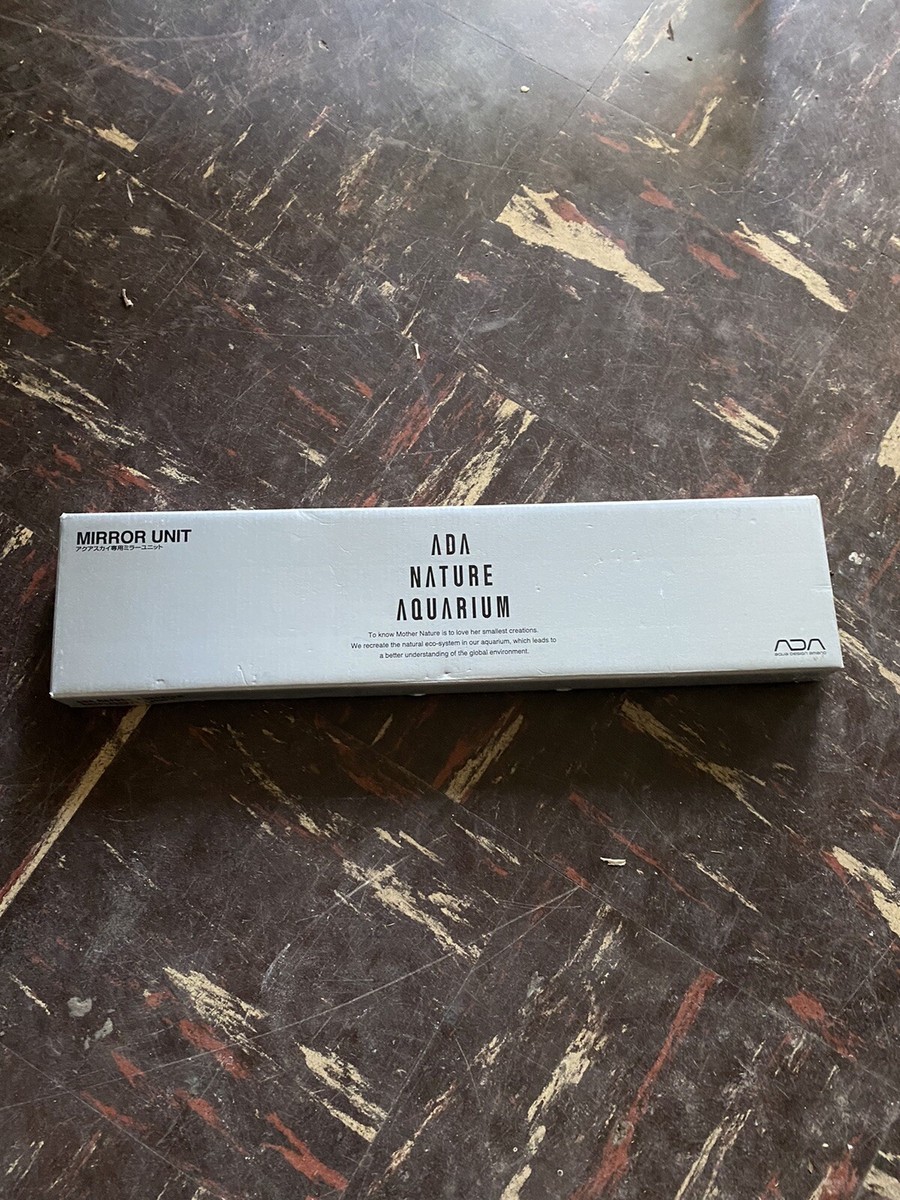 MIRROR UNIT
アクアスカイ専用ミラーユニット
ADA
NATURE
AQUARIUM
To know Mother Nature is to love her smallest creations.
We recreate the natural eco-system in our aquarium, which leads to
a better understanding of the global environment.
ADA
aqua design amano